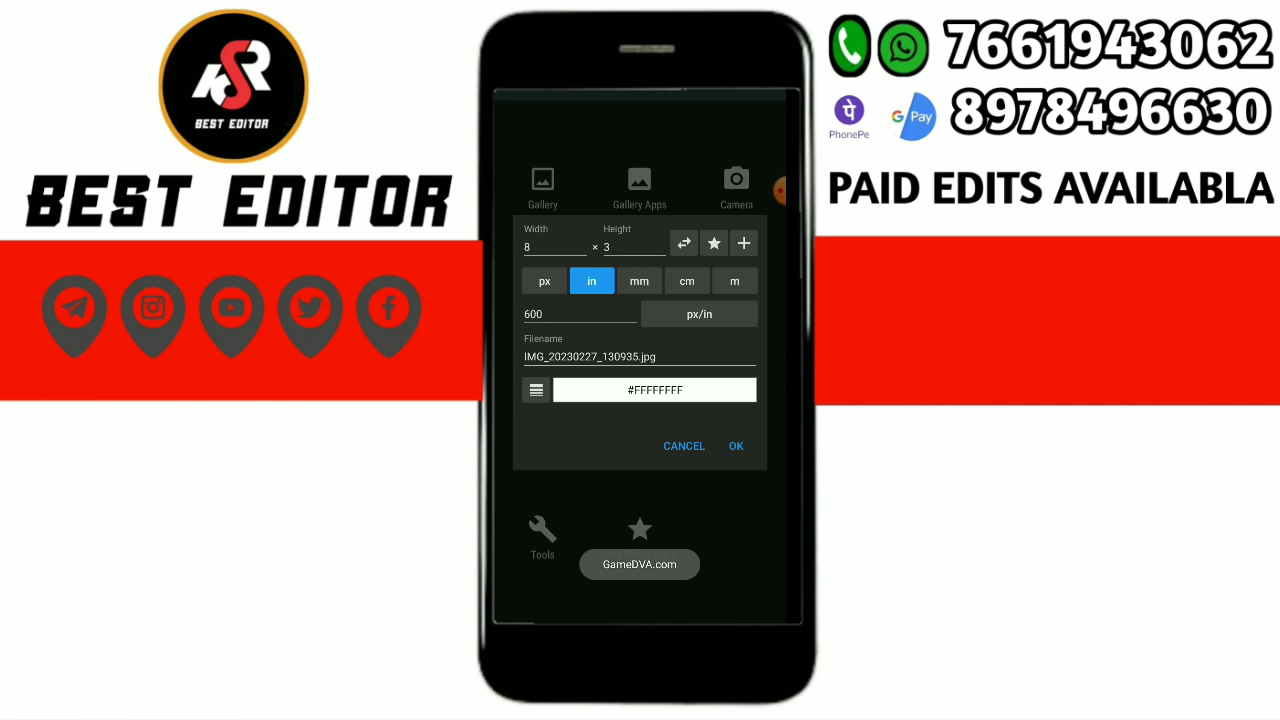 KSR
BEST EDITOR
BEST EDITOR
7661943062
पे
PhonePe
G Pay
8978496630
PAID EDITS AVAILABLA
Gallery
Gallery Apps
Camera
Width
Height
8
×
3
px
in
mm
cm
m
600
px/in
Filename
IMG_20230227_130935.jpg
#FFFFFFFF
CANCEL
OK
Tools
GameDVA.com